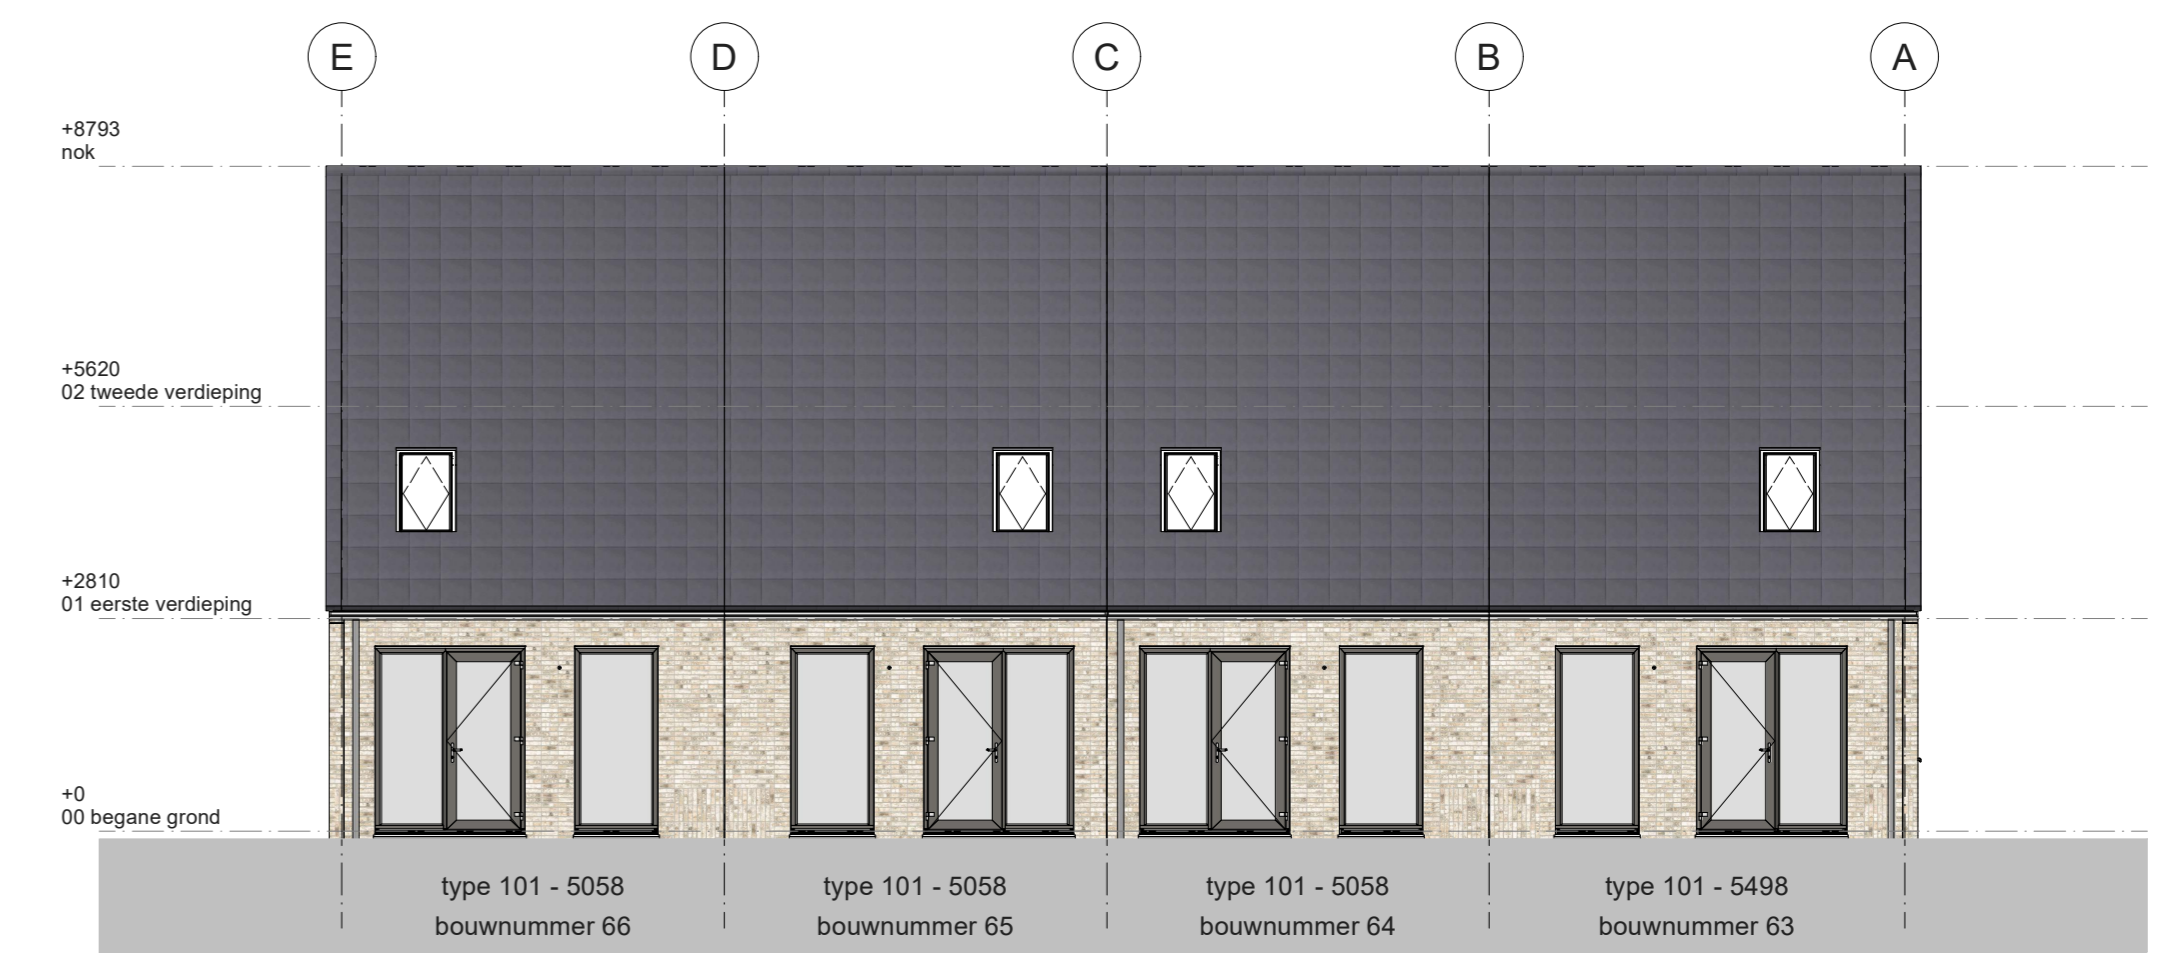 E D C B A
+8793
nok
+5620
02 tweede verdieping
+2810
01 eerste verdieping
+0
00 begane grond
type 101 - 5058 type 101 - 5058 type 101 - 5058 type 101 - 5498
bouwnummer 66 bouwnummer 65 bouwnummer 64 bouwnummer 63